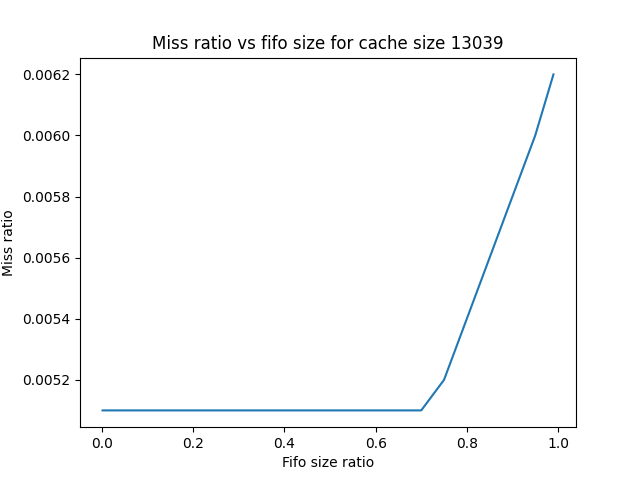 Miss ratio vs fifo size for cache size 13039
0.0062
0.0060
0.0058
0.0056
0.0054
0.0052
Miss ratio
0.0 0.2 0.4 0.6 0.8 1.0
Fifo size ratio